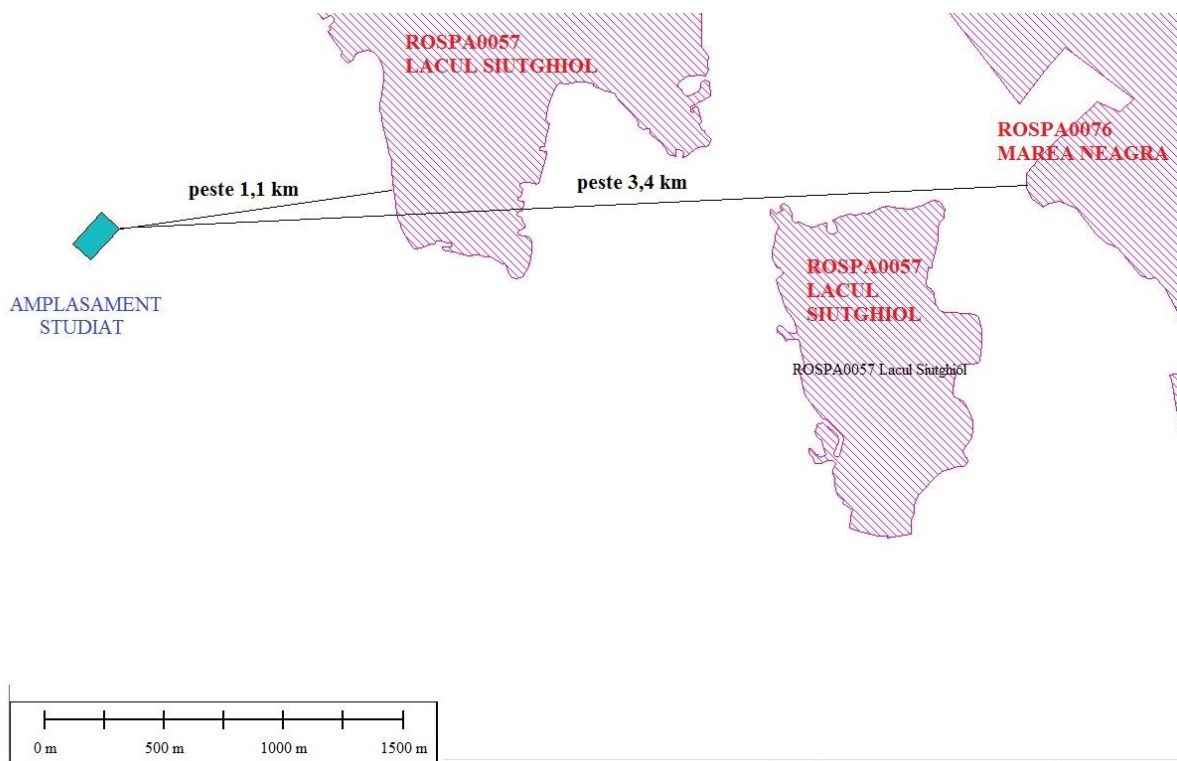 ROSPA0057
LACUL SIUTGHIOL
ROSPA0076
MAREA NEAGRA
peste 1,1 km
peste 3,4 km
ROSPA0057
LACUL
SIUTGHIOL
AMPLASAMENT
STUDIAT
ROSPA0057 Lacul Siutghiol
0 m
500 m
1000 m
1500 m